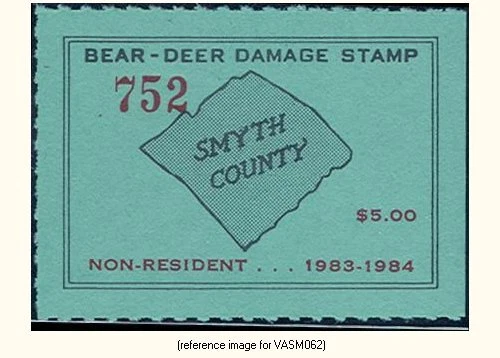 BEAR-DEER DAMAGE STAMP
752
SMYTH
COUNTY
$5.00
NON-RESIDENT . . . 1983-1984
(reference image for VASM062)